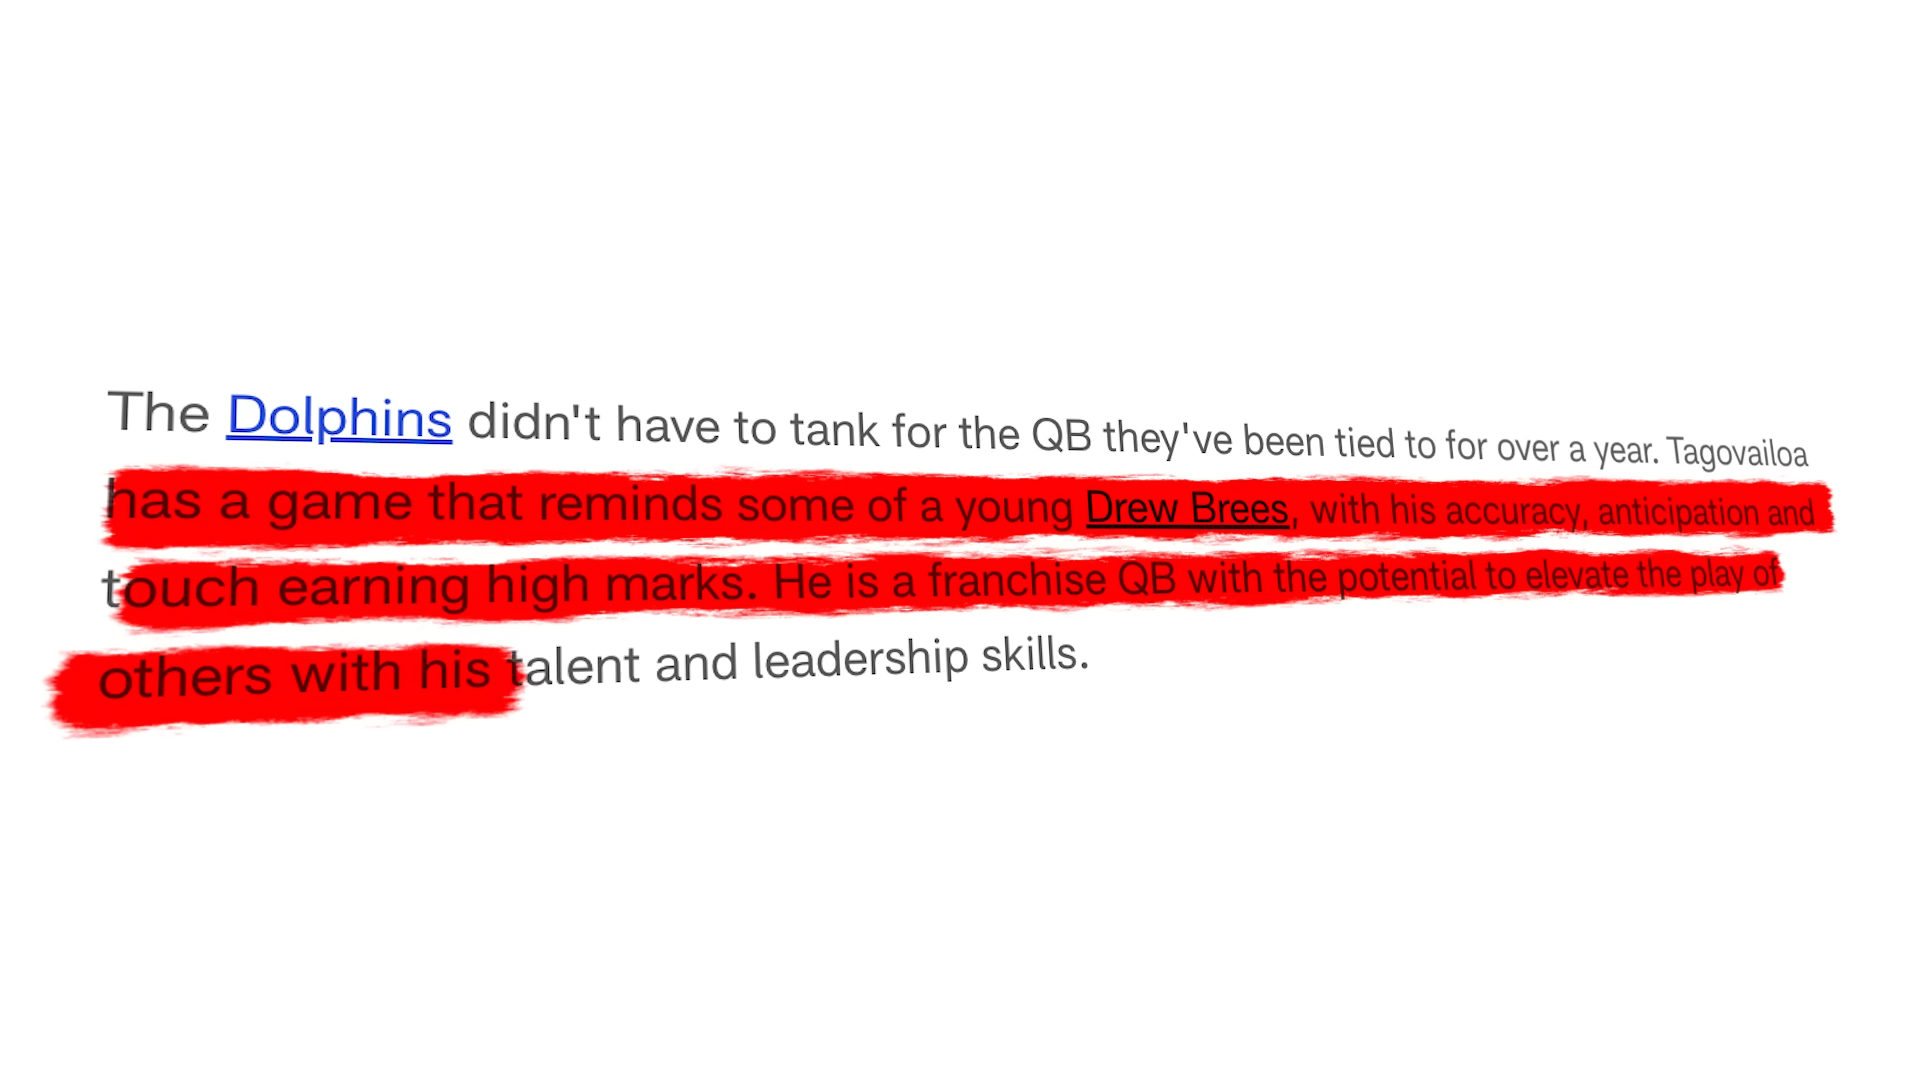 The Dolphins didn't have to tank for the QB they've been tied to for over a year. Tagovailoa
has a game that reminds some of a young Drew Brees, with his accuracy, anticipation and
touch earning high marks. He is a franchise QB with the potential to elevate the play of
others with his talent and leadership skills.